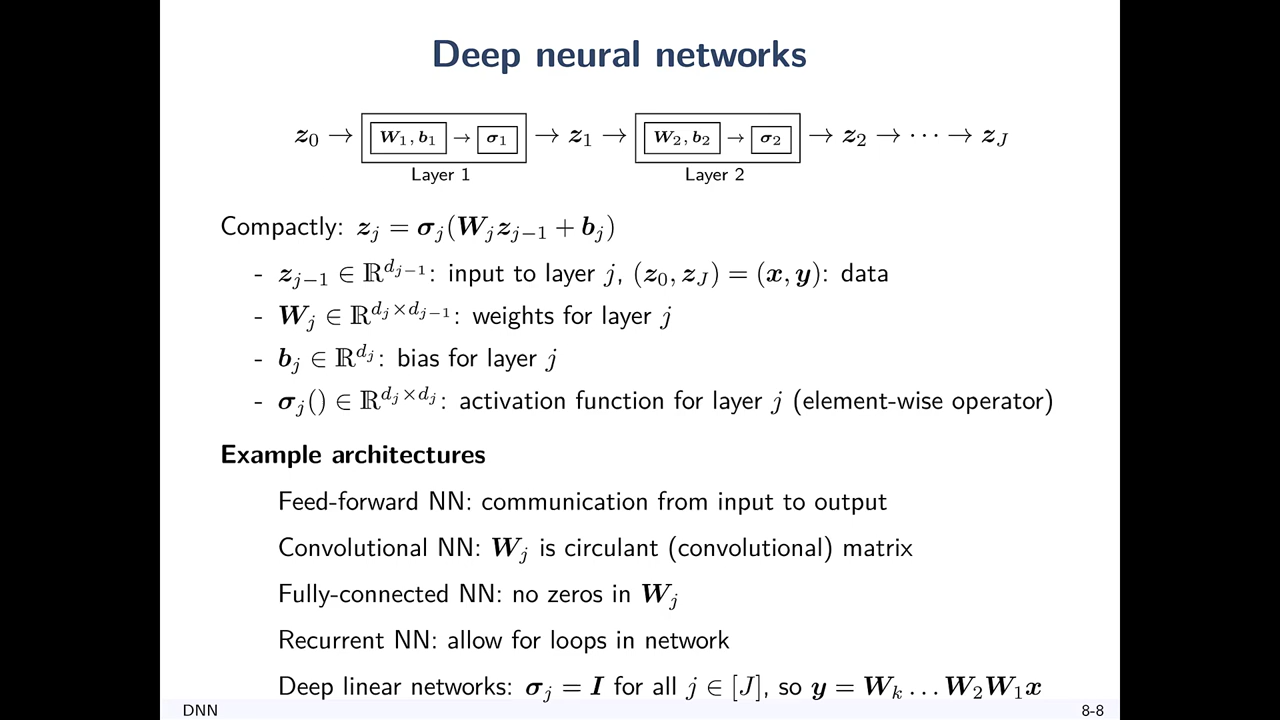 Deep neural networks
z₀ → W₁, b₁ → σ₁ → z₁ → W₂, b₂ → σ₂ → z₂ → ⋯ → z_J
Layer 1 Layer 2
Compactly: z_j = σ_j(W_j z_{j−1} + b_j)
- z_{j−1} ∈ ℝ^{d_{j−1}}: input to layer j, (z₀, z_J) = (x, y): data
- W_j ∈ ℝ^{d_j×d_{j−1}}: weights for layer j
- b_j ∈ ℝ^{d_j}: bias for layer j
- σ_j() ∈ ℝ^{d_j×d_j}: activation function for layer j (element-wise operator)
Example architectures
Feed-forward NN: communication from input to output
Convolutional NN: W_j is circulant (convolutional) matrix
Fully-connected NN: no zeros in W_j
Recurrent NN: allow for loops in network
Deep linear networks: σ_j = I for all j ∈ [J], so y = W_k … W₂W₁x
DNN 8-8